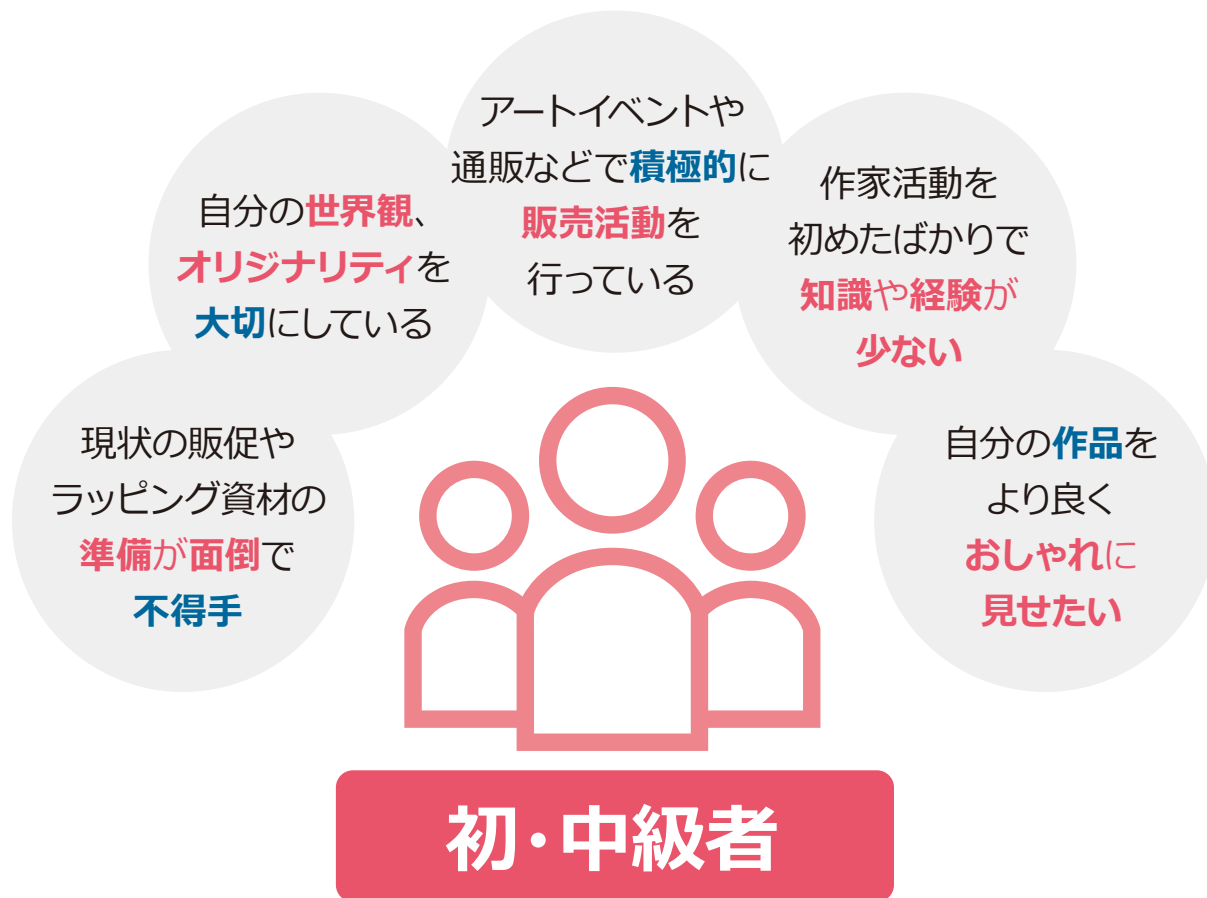 現状の販促や
ラッピング資材の
準備が面倒で
不得手
自分の世界観、
オリジナリティを
大切にしている
アートイベントや
通販などで積極的に
販売活動を
行っている
作家活動を
初めたばかりで
知識や経験が
少ない
自分の作品を
より良く
おしゃれに
見せたい
初・中級者